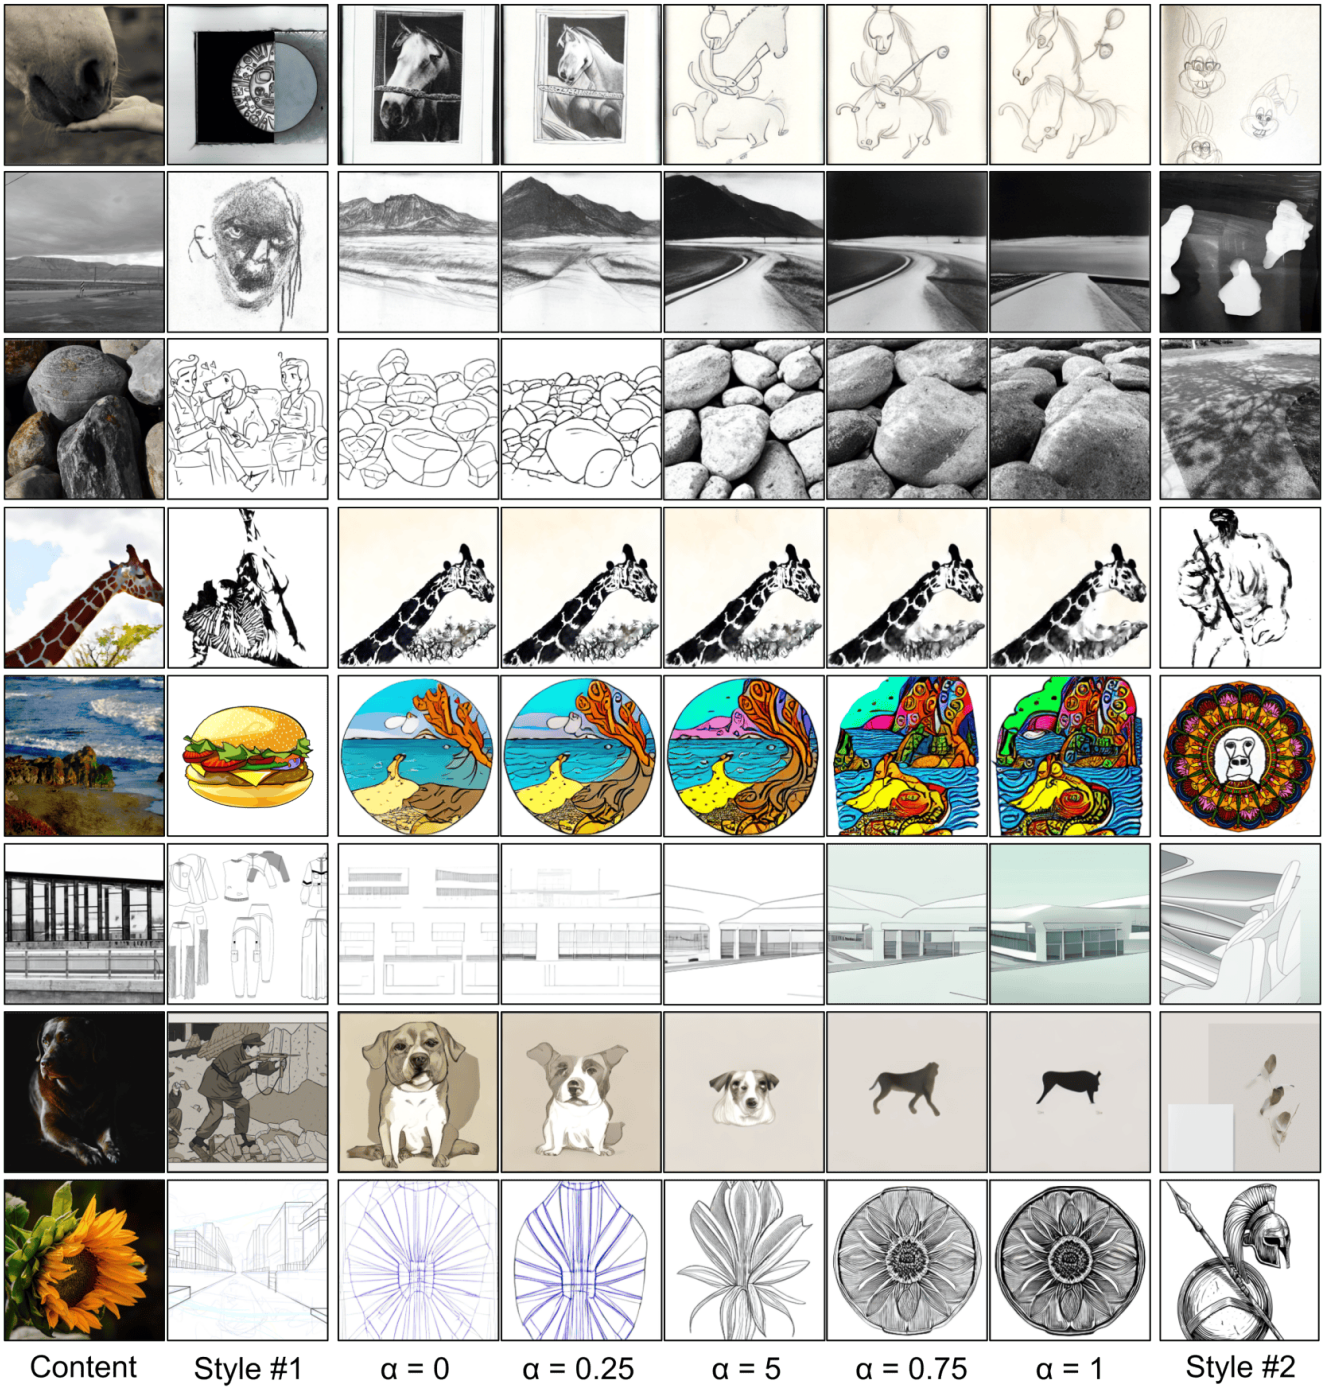 Content Style #1 α = 0 α = 0.25 α = 5 α = 0.75 α = 1 Style #2